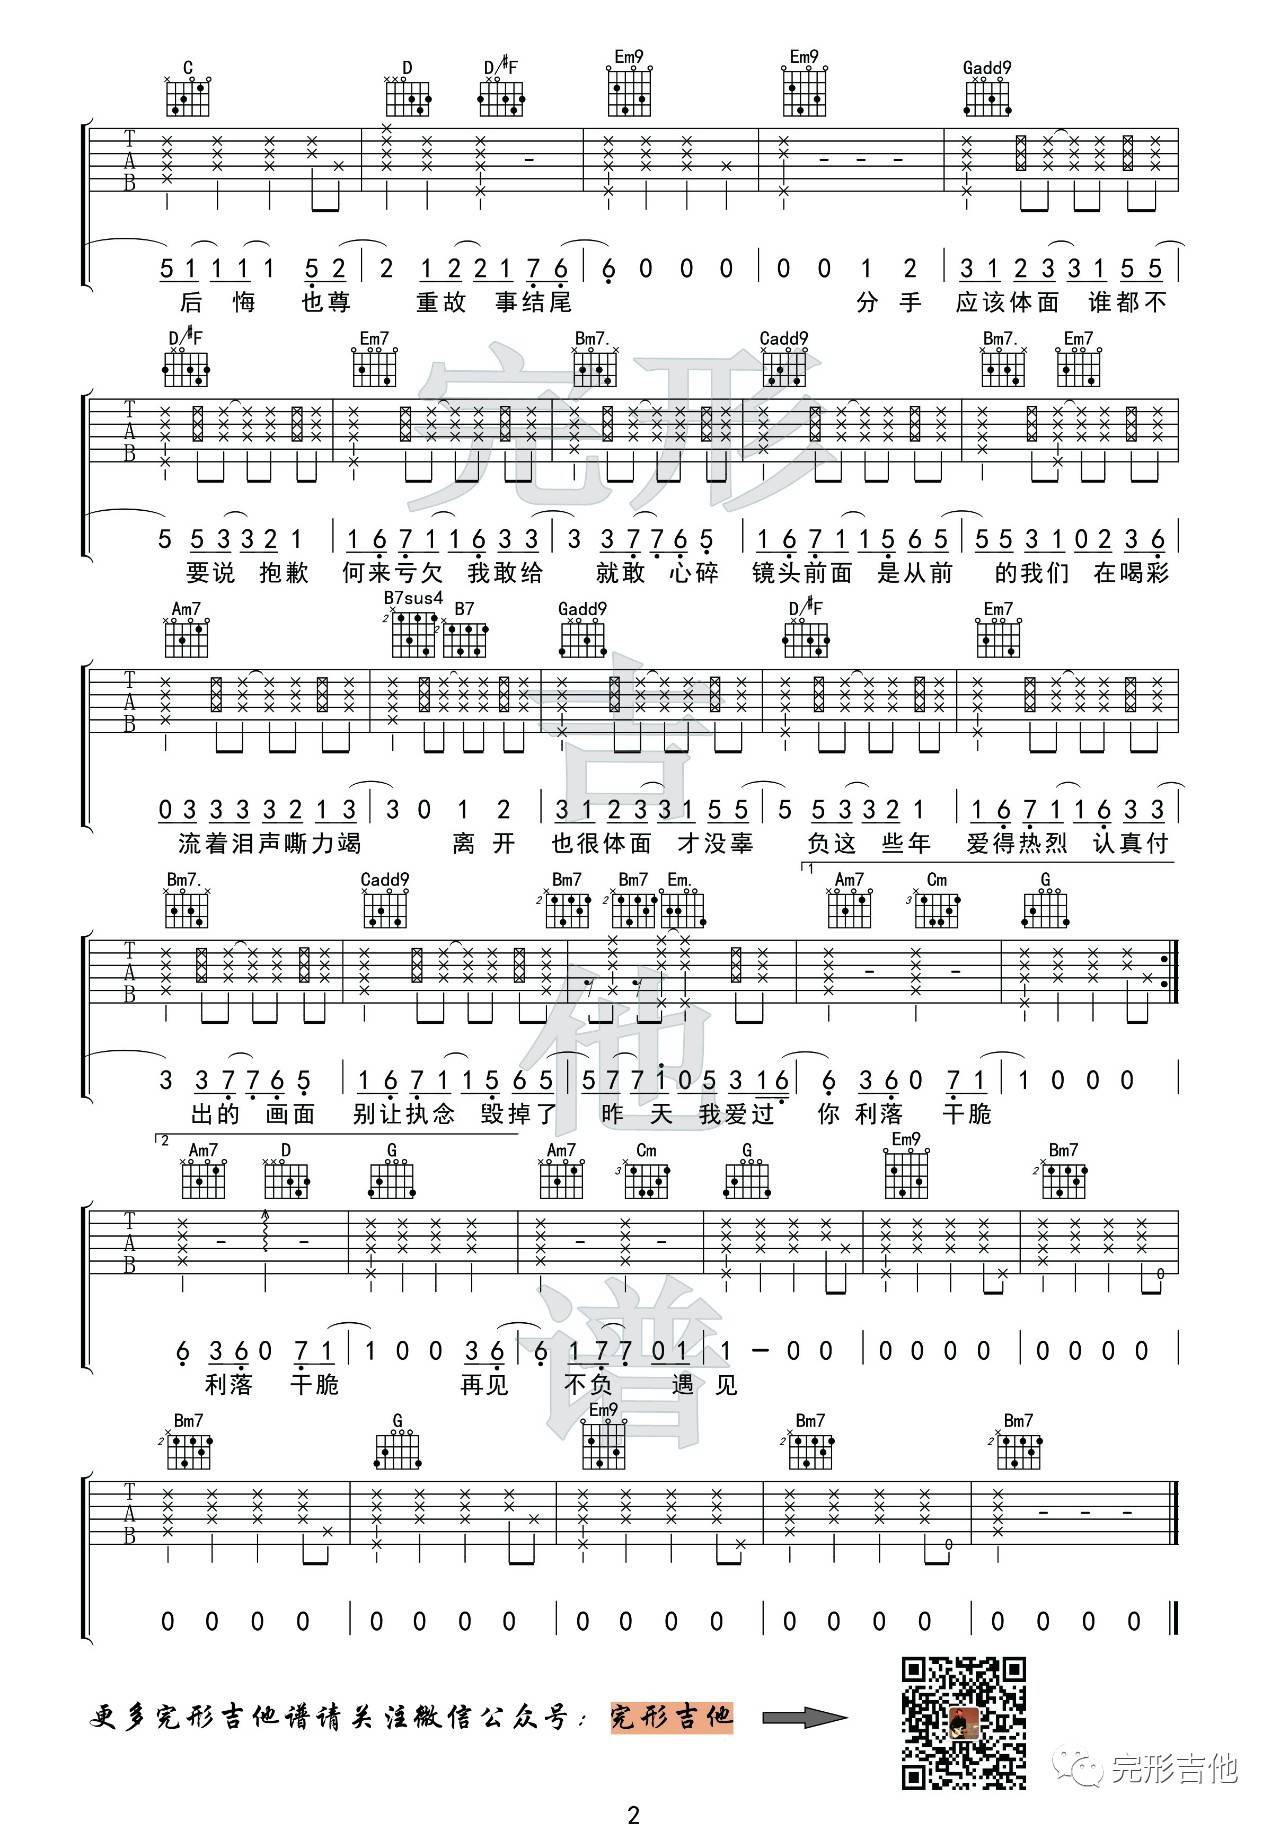 C D D/#F Em9 Em9 Gadd9
T A B
5 1 1 1 1 5 2 2 1 2 2 1 7 6 6 0 0 0 0 0 1 2 3 1 2 3 3 1 5 5
后 悔 也尊 重故 事结尾 分 手 应该体面 谁都不
D/#F Em7 Bm7. Cadd9 Bm7. Em7
T A B
5 5 3 3 2 1 1 6 7 1 1 6 3 3 3 3 7 7 6 5 1 6 7 1 1 5 6 5 5 5 3 1 0 2 3 6
要说 抱歉 何来亏欠 我敢给 就敢 心碎 镜头前面 是从前 的我们 在喝彩
Am7 B7sus4 B7 Gadd9 D/#F Em7
2 2
T A B
0 3 3 3 3 2 1 3 3 0 1 2 3 1 2 3 3 1 5 5 5 5 3 3 2 1 1 6 7 1 1 6 3 3
流着泪声嘶力竭 离 开 也很体面 才没辜 负这 些年 爱得热烈 认真付
1
Bm7. Cadd9 Bm7 Bm7 Em. Am7 Cm G
2 2 3
T A B
3 3 7 7 6 5 1 6 7 1 1 5 6 5 5 7 7 1 0 5 3 1 6 6 3 6 0 7 1 1 0 0 0
出的 画面 别让执念 毁掉了 昨 天 我爱过 你 利落 干脆
2
Am7 D G Am7 Cm G Em9 Bm7
3 2
T A B
6 3 6 0 7 1 1 0 0 3 6 6 1 7 7 0 1 1 - 0 0 0 0 0 0 0 0 0 0
利落 干脆 再见 不负 遇 见
Bm7 G Em9 Bm7 Bm7
2 2 2
T A B
0 0 0 0 0 0 0 0 0 0 0 0 0 0 0 0 0 0 0 0
更多完形吉他谱请关注微信公众号：完形吉他
完形吉他
2
完形
吉
他
谱